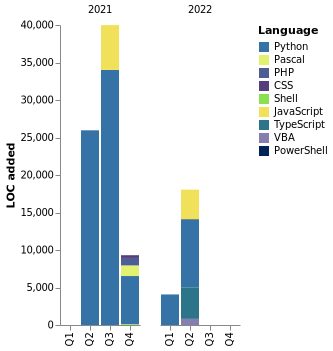 2021
2022
Language
Python
Pascal
PHP
CSS
Shell
JavaScript
TypeScript
VBA
PowerShell
LOC added
40,000
35,000
30,000
25,000
20,000
15,000
10,000
5,000
0
Q1
Q2
Q3
Q4
Q1
Q2
Q3
Q4